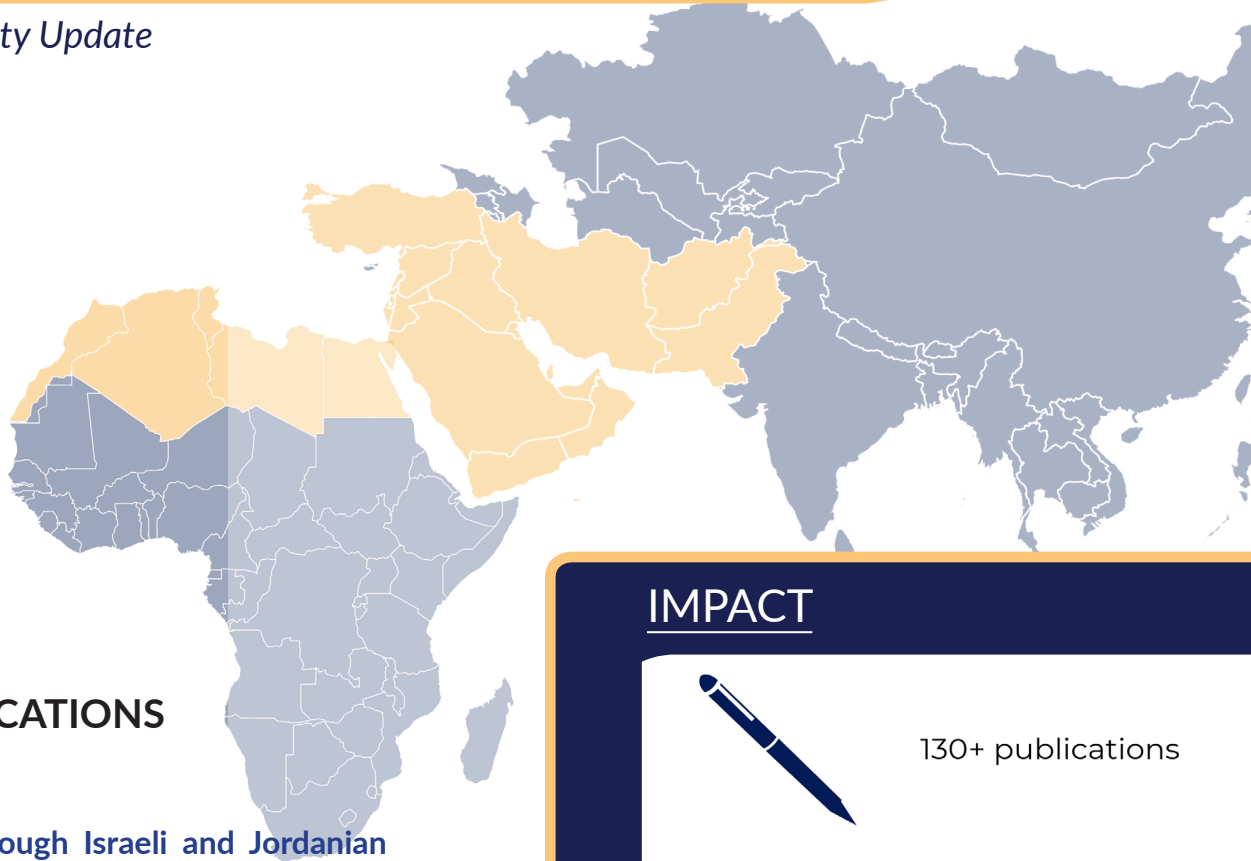 ty Update
IMPACT
130+ publications
CATIONS
ough Israeli and Jordanian